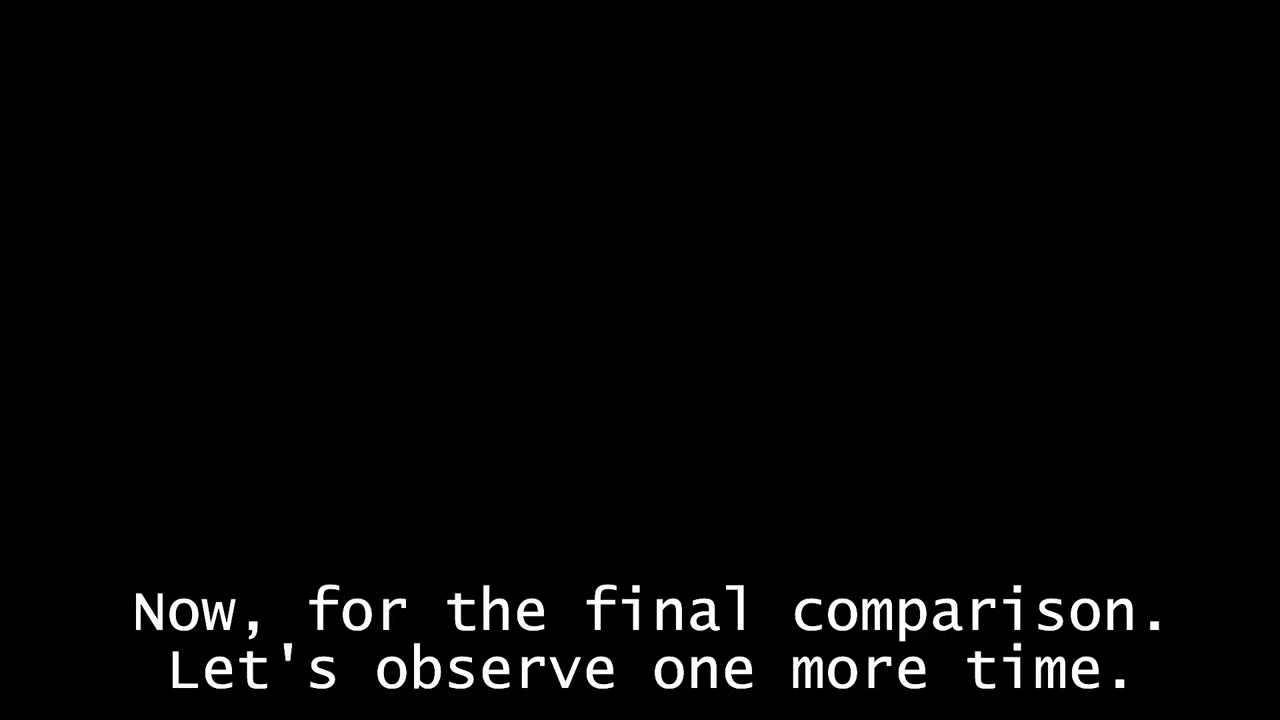 Now, for the final comparison.
Let's observe one more time.